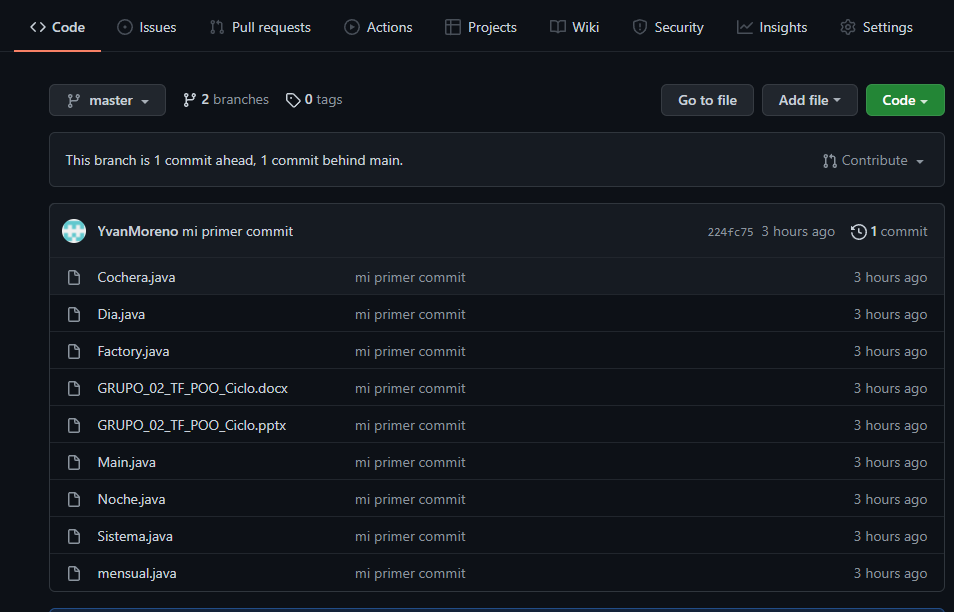 Code Issues Pull requests Actions Projects Wiki Security Insights Settings
master 2 branches 0 tags Go to file Add file Code
This branch is 1 commit ahead, 1 commit behind main. Contribute
YvanMoreno mi primer commit 224fc75 3 hours ago 1 commit
Cochera.java mi primer commit 3 hours ago
Dia.java mi primer commit 3 hours ago
Factory.java mi primer commit 3 hours ago
GRUPO_02_TF_POO_Ciclo.docx mi primer commit 3 hours ago
GRUPO_02_TF_POO_Ciclo.pptx mi primer commit 3 hours ago
Main.java mi primer commit 3 hours ago
Noche.java mi primer commit 3 hours ago
Sistema.java mi primer commit 3 hours ago
mensual.java mi primer commit 3 hours ago